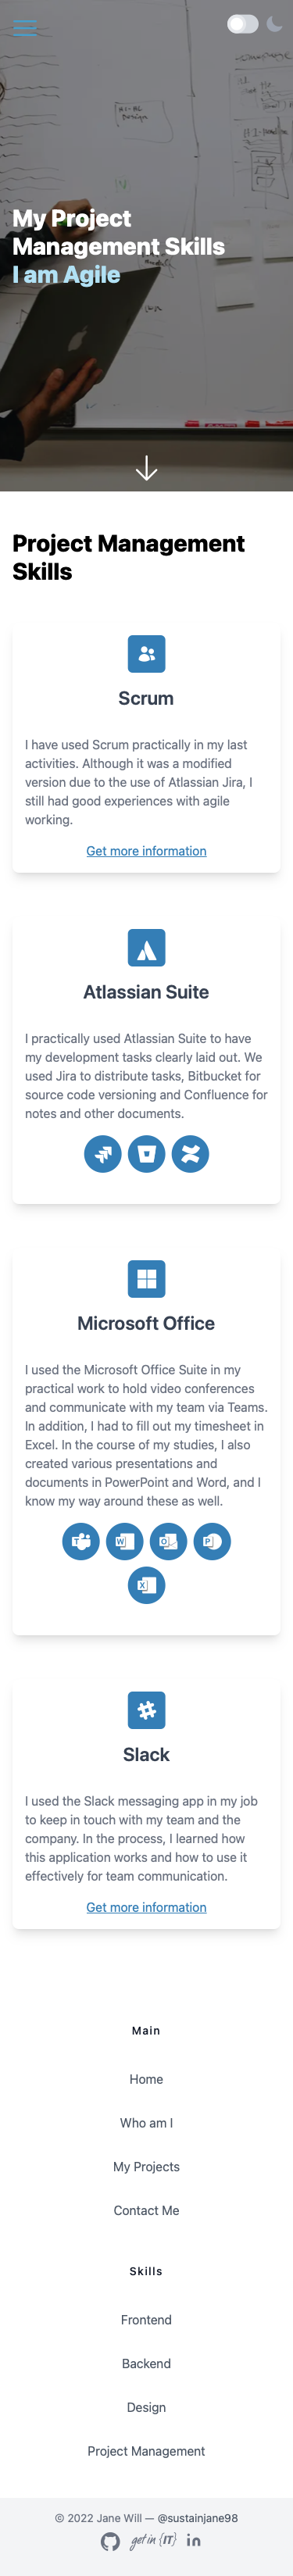 My Project
Management Skills
I am Agile
Project Management
Skills
Scrum
I have used Scrum practically in my last
activities. Although it was a modified
version due to the use of Atlassian Jira, I
still had good experiences with agile
working.
Get more information
Atlassian Suite
I practically used Atlassian Suite to have
my development tasks clearly laid out. We
used Jira to distribute tasks, Bitbucket for
source code versioning and Confluence for
notes and other documents.
Microsoft Office
I used the Microsoft Office Suite in my
practical work to hold video conferences
and communicate with my team via Teams.
In addition, I had to fill out my timesheet in
Excel. In the course of my studies, I also
created various presentations and
documents in PowerPoint and Word, and I
know my way around these as well.
T W O P
X
Slack
I used the Slack messaging app in my job
to keep in touch with my team and the
company. In the process, I learned how
this application works and how to use it
effectively for team communication.
Get more information
Main
Home
Who am I
My Projects
Contact Me
Skills
Frontend
Backend
Design
Project Management
© 2022 Jane Will — @sustainjane98
get in {IT} in